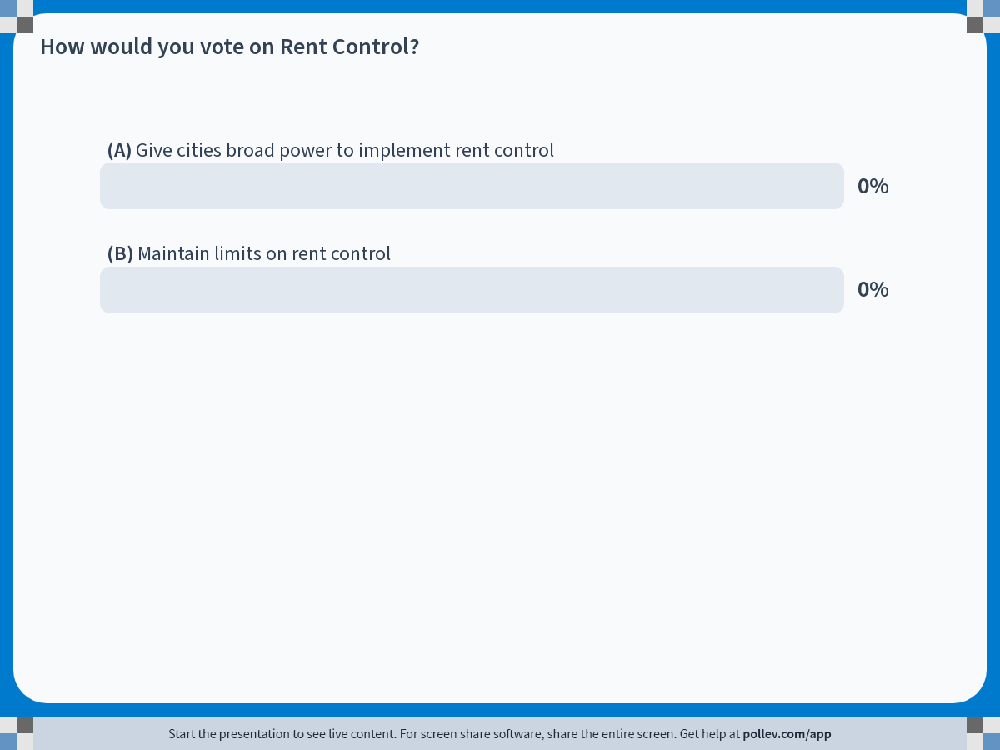 How would you vote on Rent Control?
(A) Give cities broad power to implement rent control
0%
(B) Maintain limits on rent control
0%
Start the presentation to see live content. For screen share software, share the entire screen. Get help at pollev.com/app